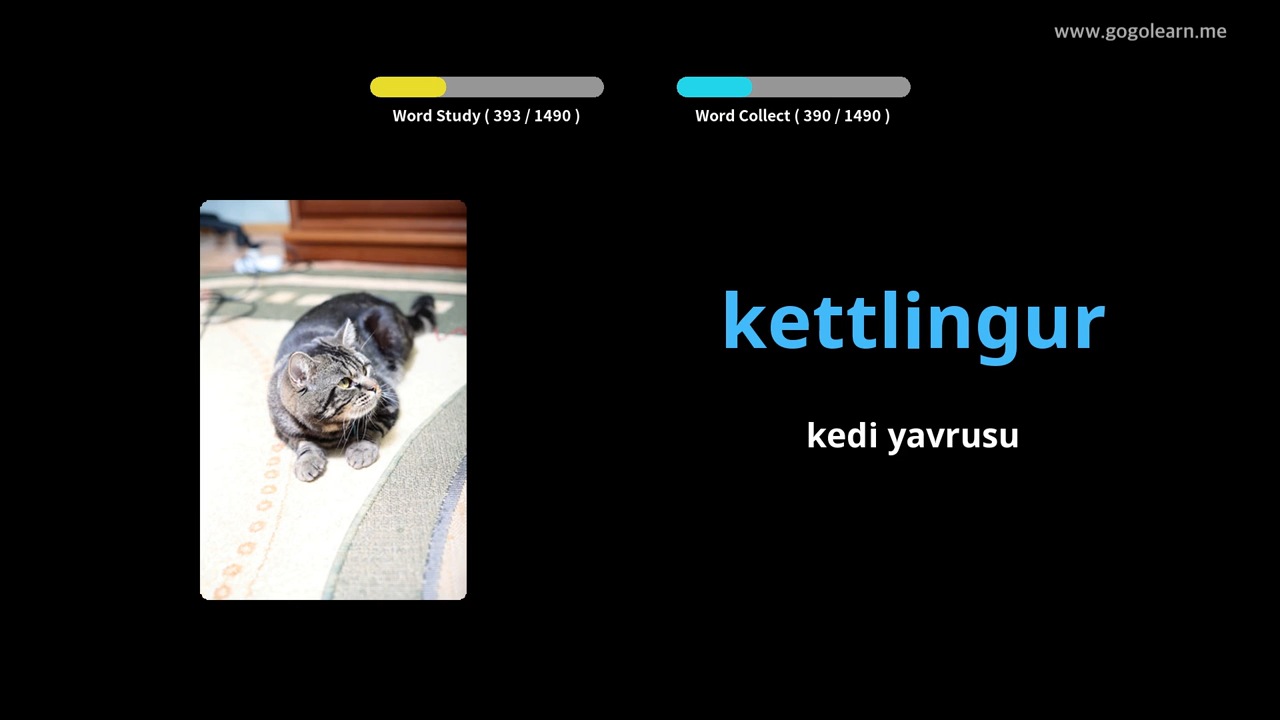 www.gogolearn.me
Word Study ( 393 / 1490 )
Word Collect ( 390 / 1490 )
kettlingur
kedi yavrusu